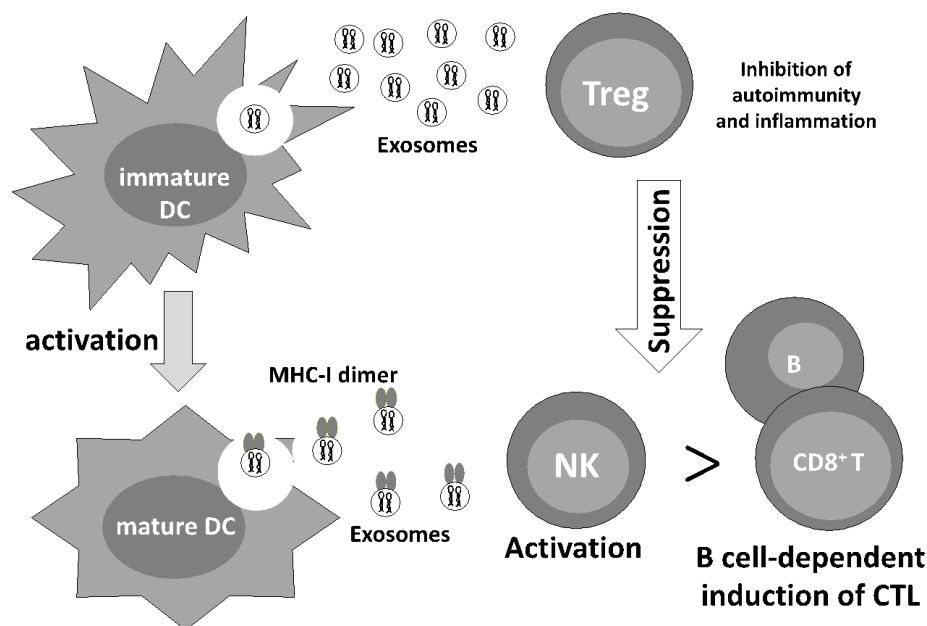 Treg
Inhibition of
autoimmunity
and inflammation
Exosomes
immature
DC
Suppression
activation
MHC-I dimer
B
NK
>
CD8⁺ T
mature DC
Exosomes
Activation
B cell-dependent
induction of CTL